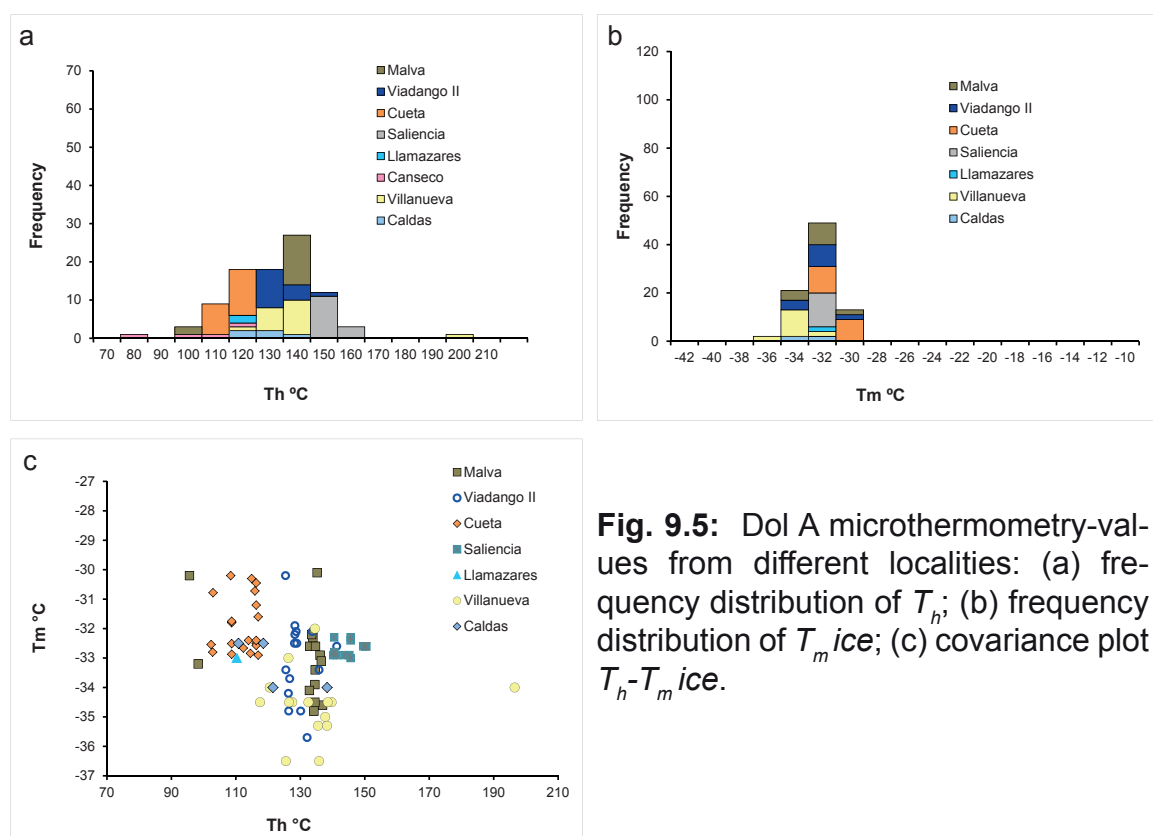 a
70
60
50
40
30
20
10
0
Frequency
Malva
Viadango II
Cueta
Saliencia
Llamazares
Canseco
Villanueva
Caldas
70 80 90 100 110 120 130 140 150 160 170 180 190 200 210
Th ºC
b
120
100
80
60
40
20
0
Frequency
Malva
Viadango II
Cueta
Saliencia
Llamazares
Villanueva
Caldas
-42 -40 -38 -36 -34 -32 -30 -28 -26 -24 -22 -20 -18 -16 -14 -12 -10
Tm ºC
c
-27
-28
-29
-30
-31
-32
-33
-34
-35
-36
-37
Tm ºC
Malva
Viadango II
Cueta
Saliencia
Llamazares
Villanueva
Caldas
70 90 110 130 150 170 190 210
Th ºC
Fig. 9.5: Dol A microthermometry-val-
ues from different localities: (a) fre-
quency distribution of Th; (b) frequency
distribution of Tm ice; (c) covariance plot
Th-Tm ice.